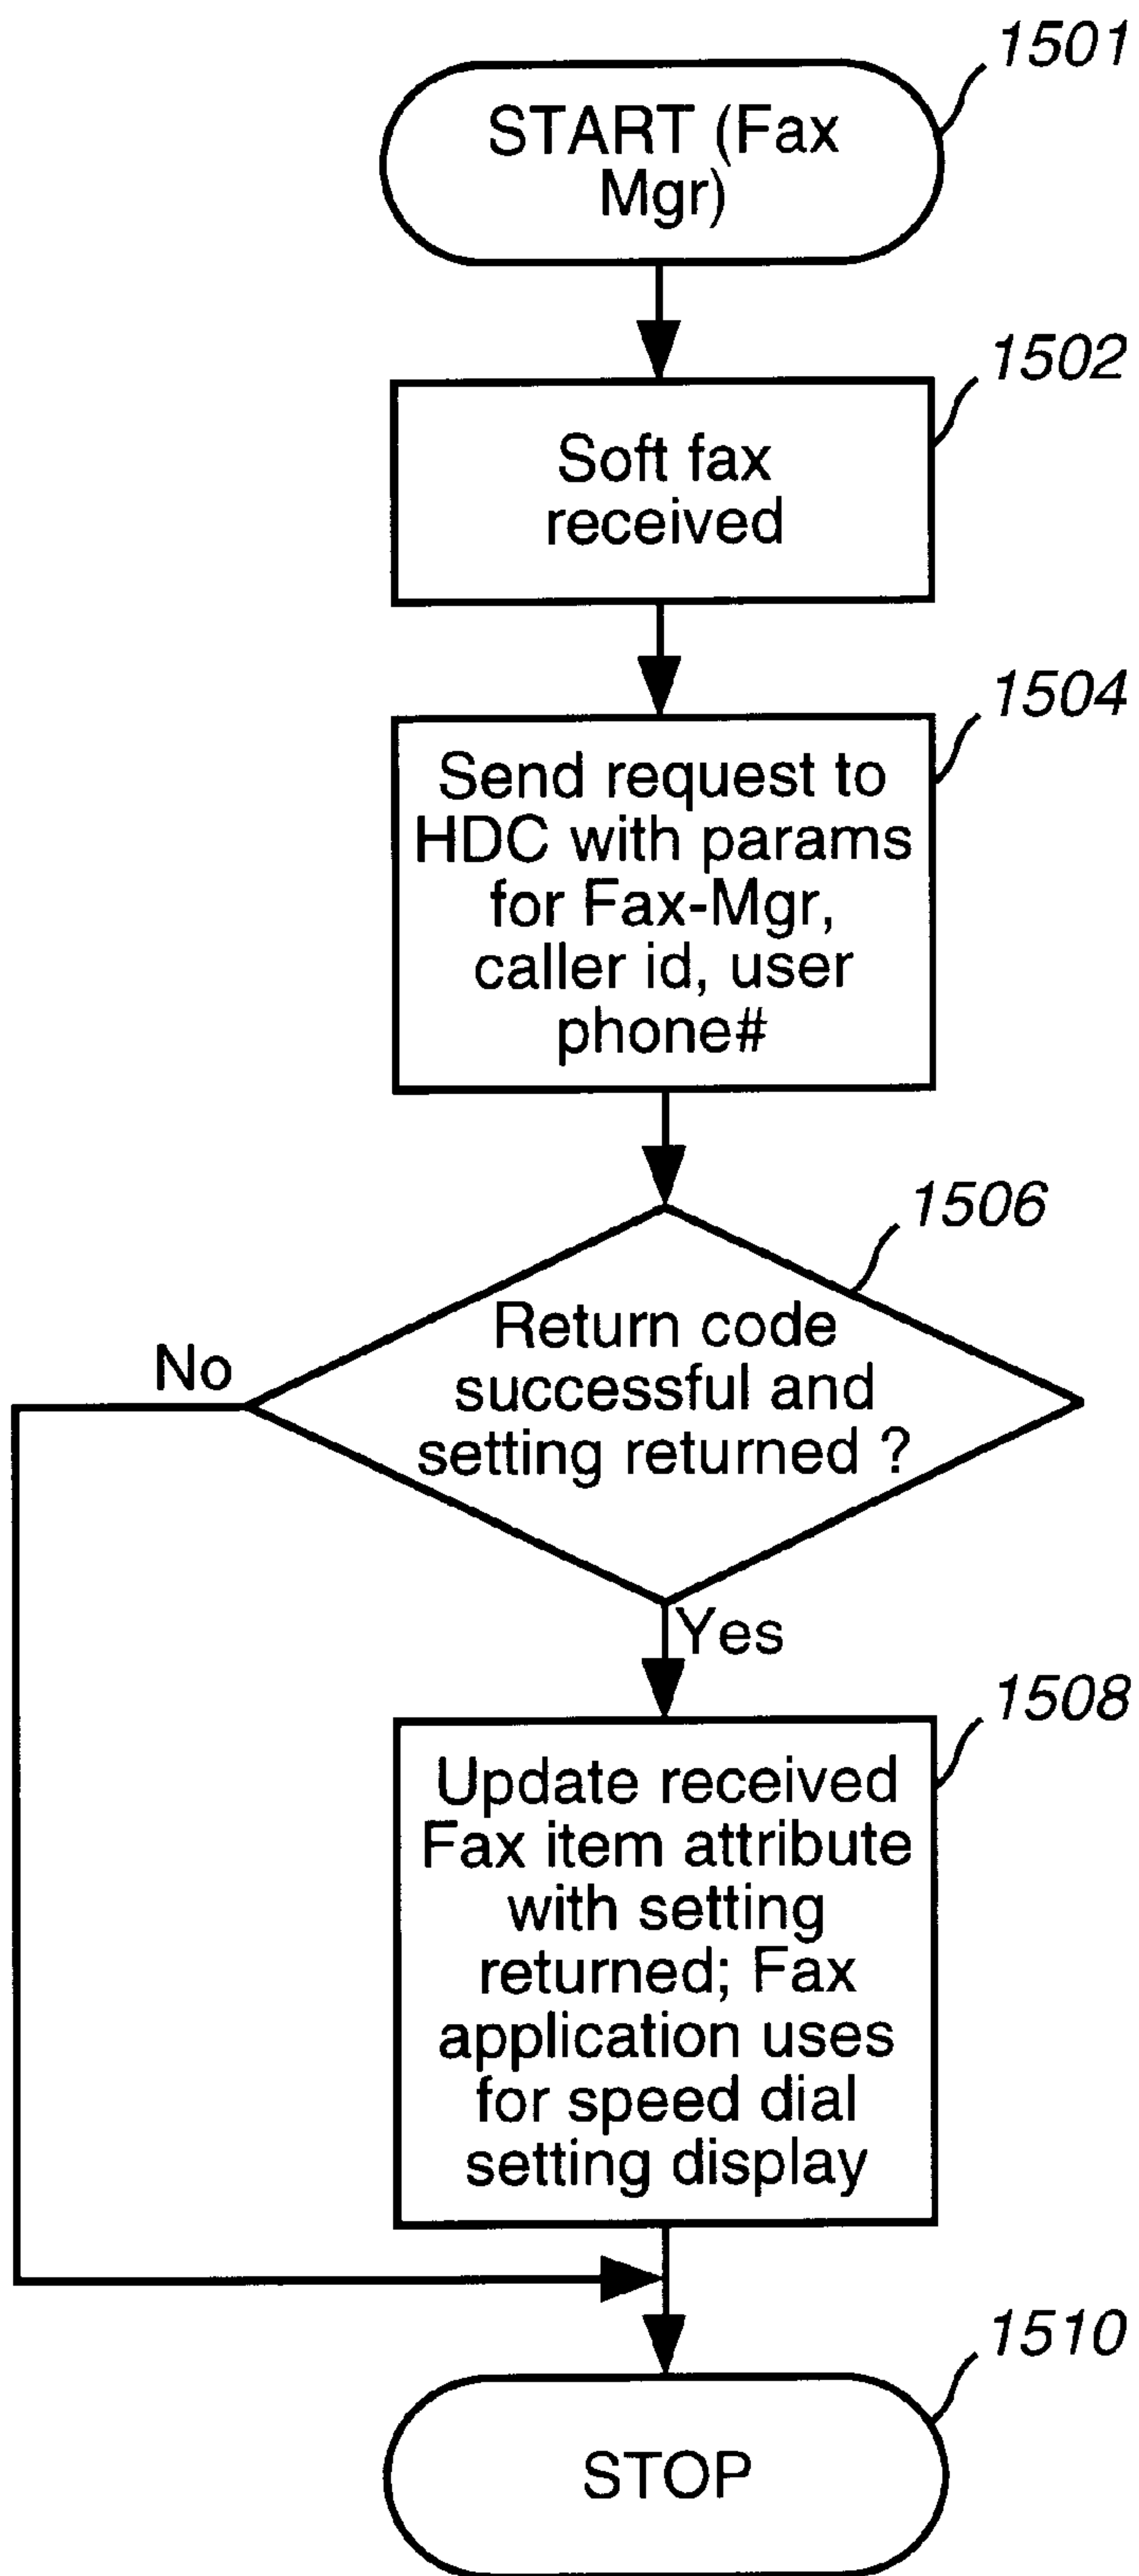 1501
START (Fax
Mgr)
1502
Soft fax
received
1504
Send request to
HDC with params
for Fax-Mgr,
caller id, user
phone#
1506
Return code
successful and
setting returned ?
No
Yes
1508
Update received
Fax item attribute
with setting
returned; Fax
application uses
for speed dial
setting display
1510
STOP